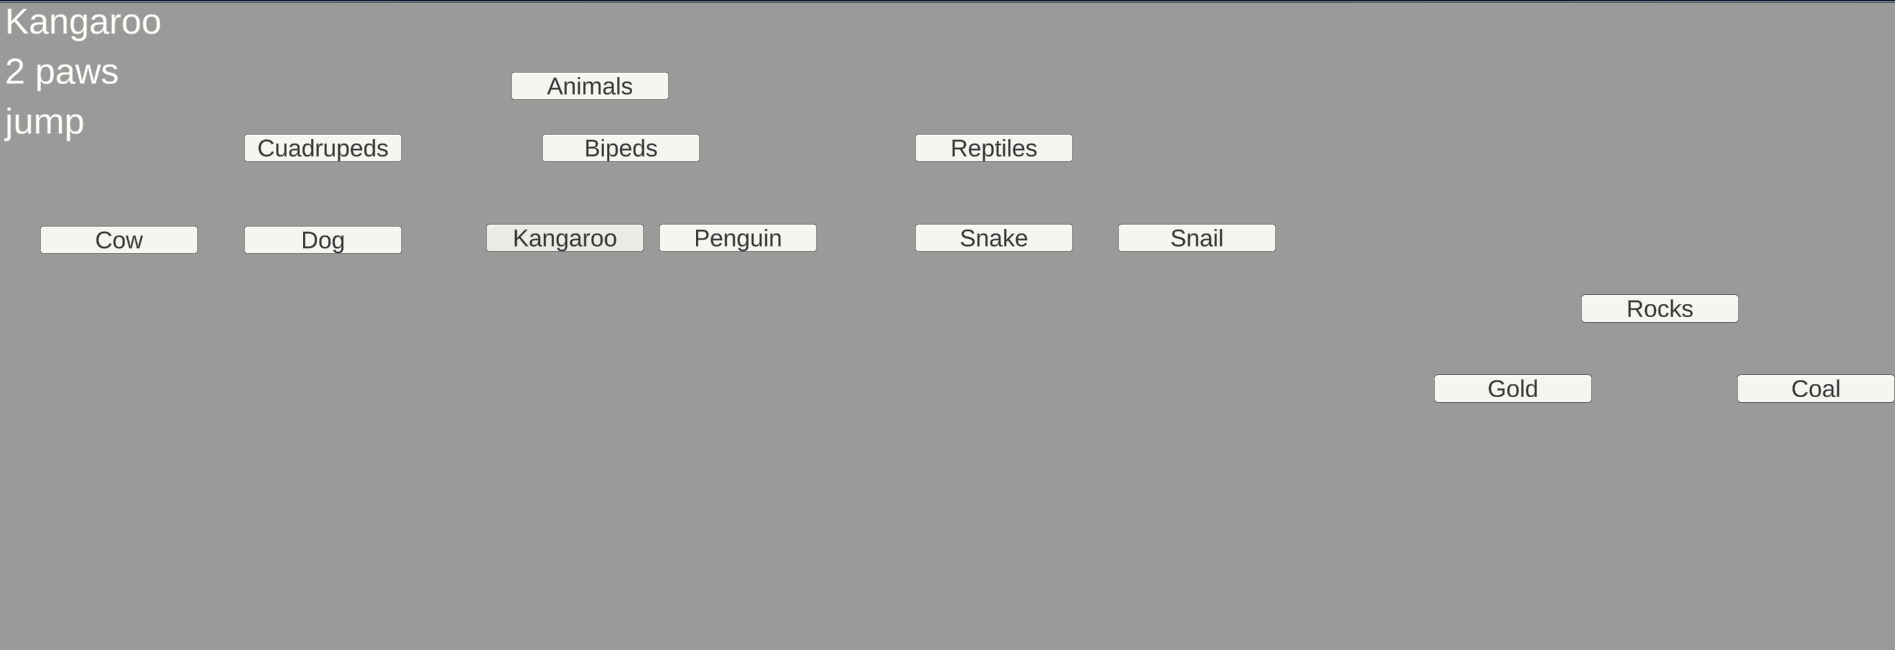 Kangaroo
2 paws
jump
Animals
Cuadrupeds
Bipeds
Reptiles
Cow
Dog
Kangaroo
Penguin
Snake
Snail
Rocks
Gold
Coal